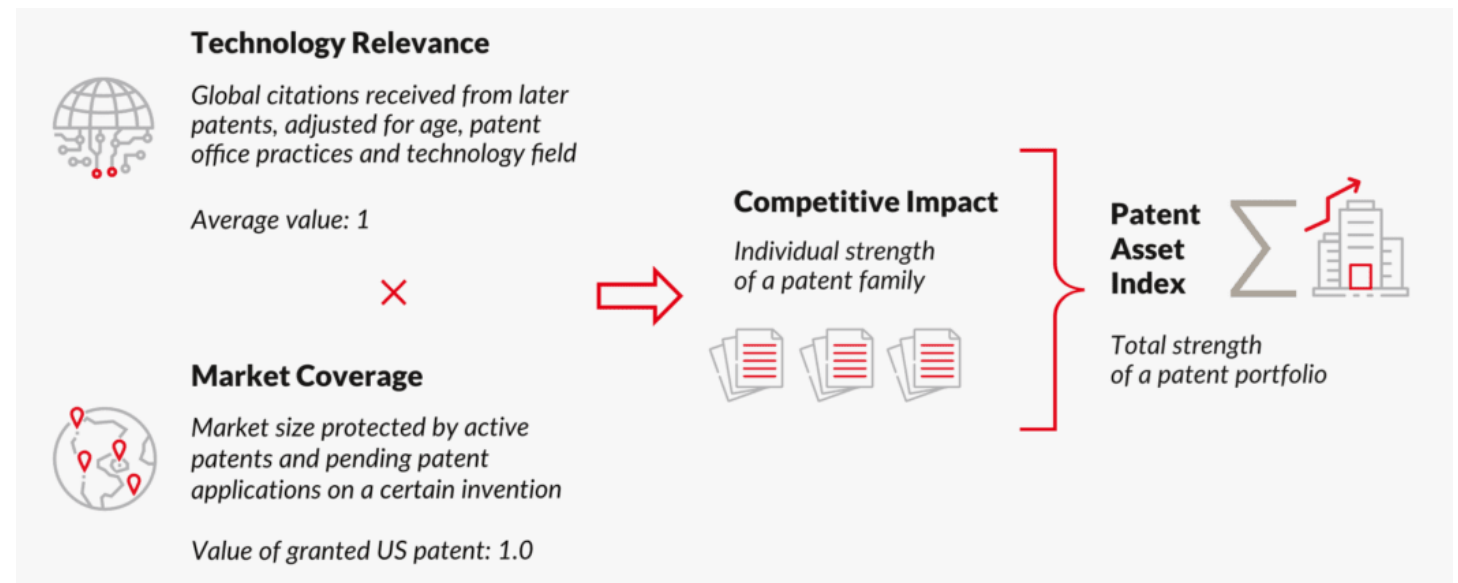 Technology Relevance
Global citations received from later
patents, adjusted for age, patent
office practices and technology field
Average value: 1
×
Market Coverage
Market size protected by active
patents and pending patent
applications on a certain invention
Value of granted US patent: 1.0
Competitive Impact
Individual strength
of a patent family
Patent
Asset
Index
Σ
Total strength
of a patent portfolio